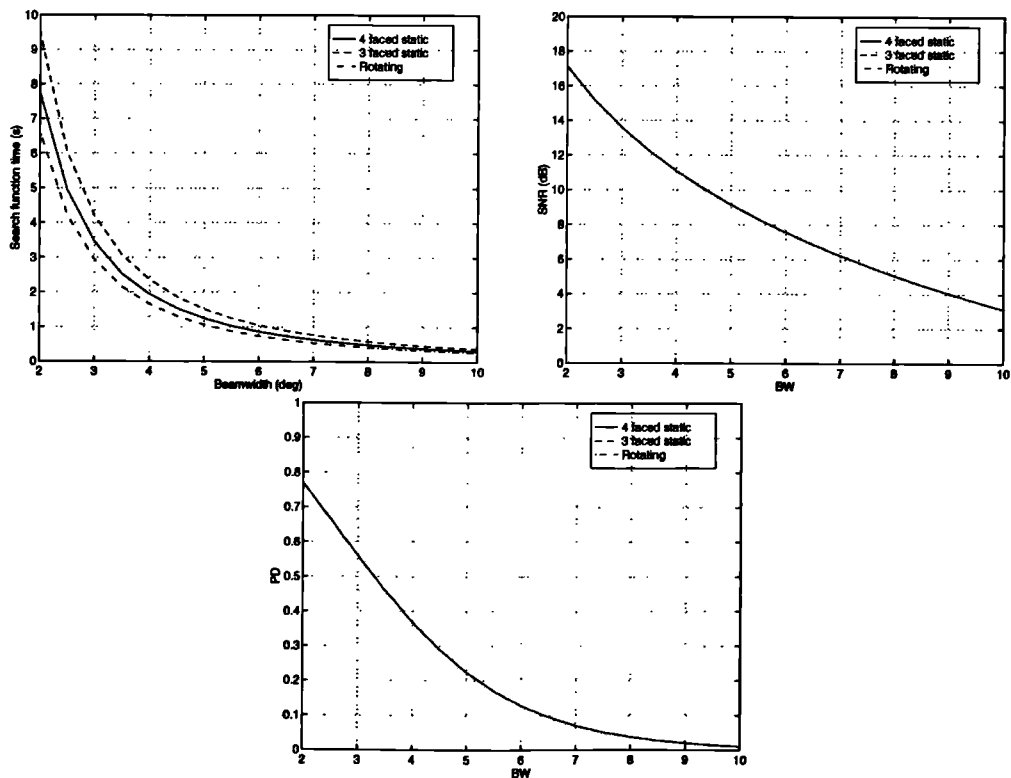 10
9
8
7
6
5
4
3
2
1
0
Search function time (s)
2 3 4 5 6 7 8 9 10
Beamwidth (deg)
4 faced static
3 faced static
Rotating
20
18
16
14
12
10
8
6
4
2
0
SNR (dB)
2 3 4 5 6 7 8 9 10
BW
4 faced static
3 faced static
Rotating
1
0.9
0.8
0.7
0.6
0.5
0.4
0.3
0.2
0.1
0
PD
2 3 4 5 6 7 8 9 10
BW
4 faced static
3 faced static
Rotating